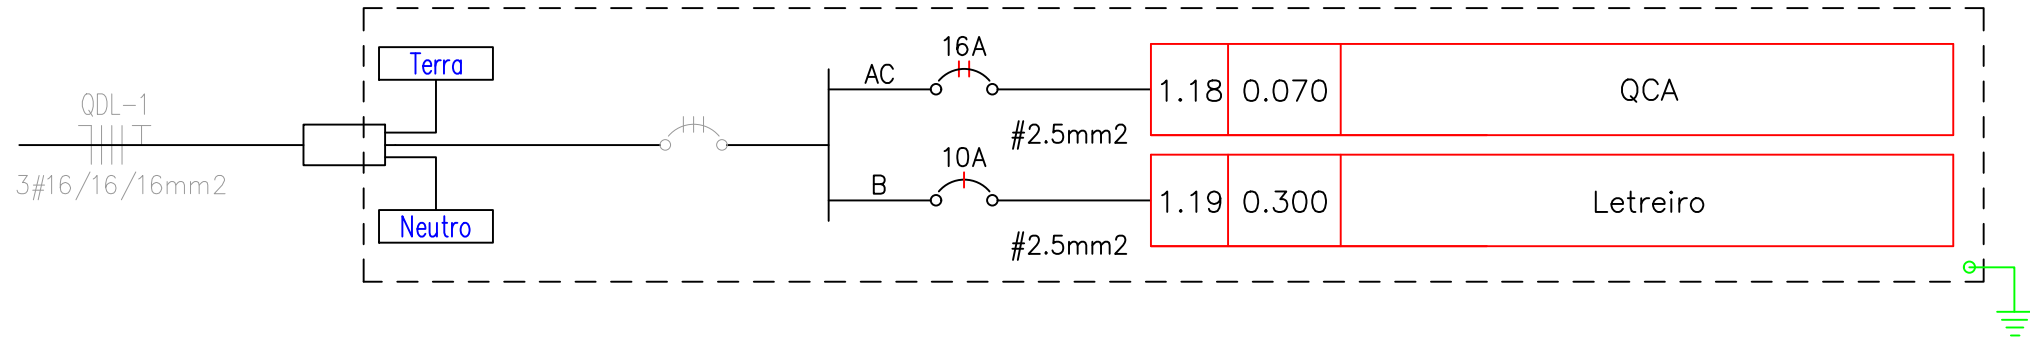 QDL-1
3#16/16/16mm2
Terra
Neutro
AC
16A
#2.5mm2
1.18 0.070 QCA
B
10A
#2.5mm2
1.19 0.300 Letreiro